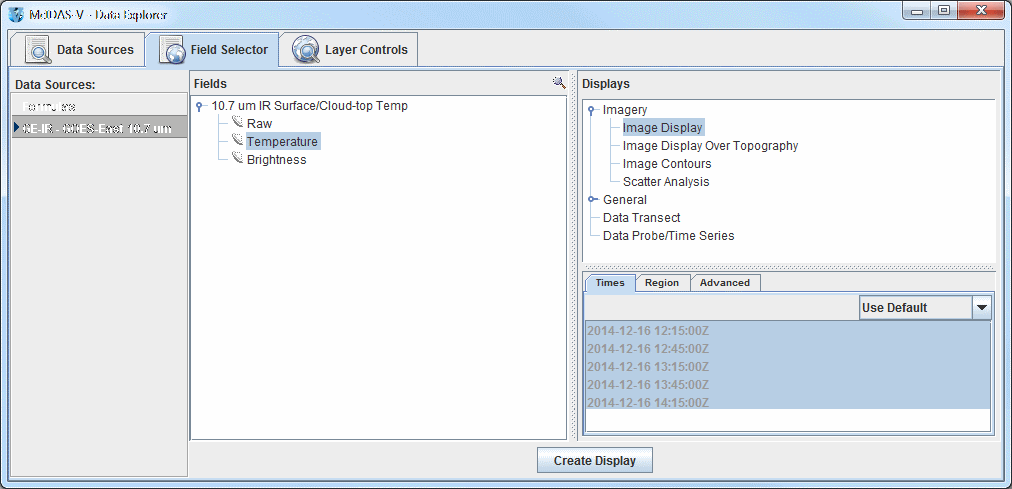 McIDAS-V - Data Explorer
Data Sources
Field Selector
Layer Controls
Data Sources:
Formulas
GE-IR - GOES-East 10.7 um
Fields
10.7 um IR Surface/Cloud-top Temp
Raw
Temperature
Brightness
Displays
Imagery
Image Display
Image Display Over Topography
Image Contours
Scatter Analysis
General
Data Transect
Data Probe/Time Series
Times
Region
Advanced
Use Default
2014-12-16 12:15:00Z
2014-12-16 12:45:00Z
2014-12-16 13:15:00Z
2014-12-16 13:45:00Z
2014-12-16 14:15:00Z
Create Display